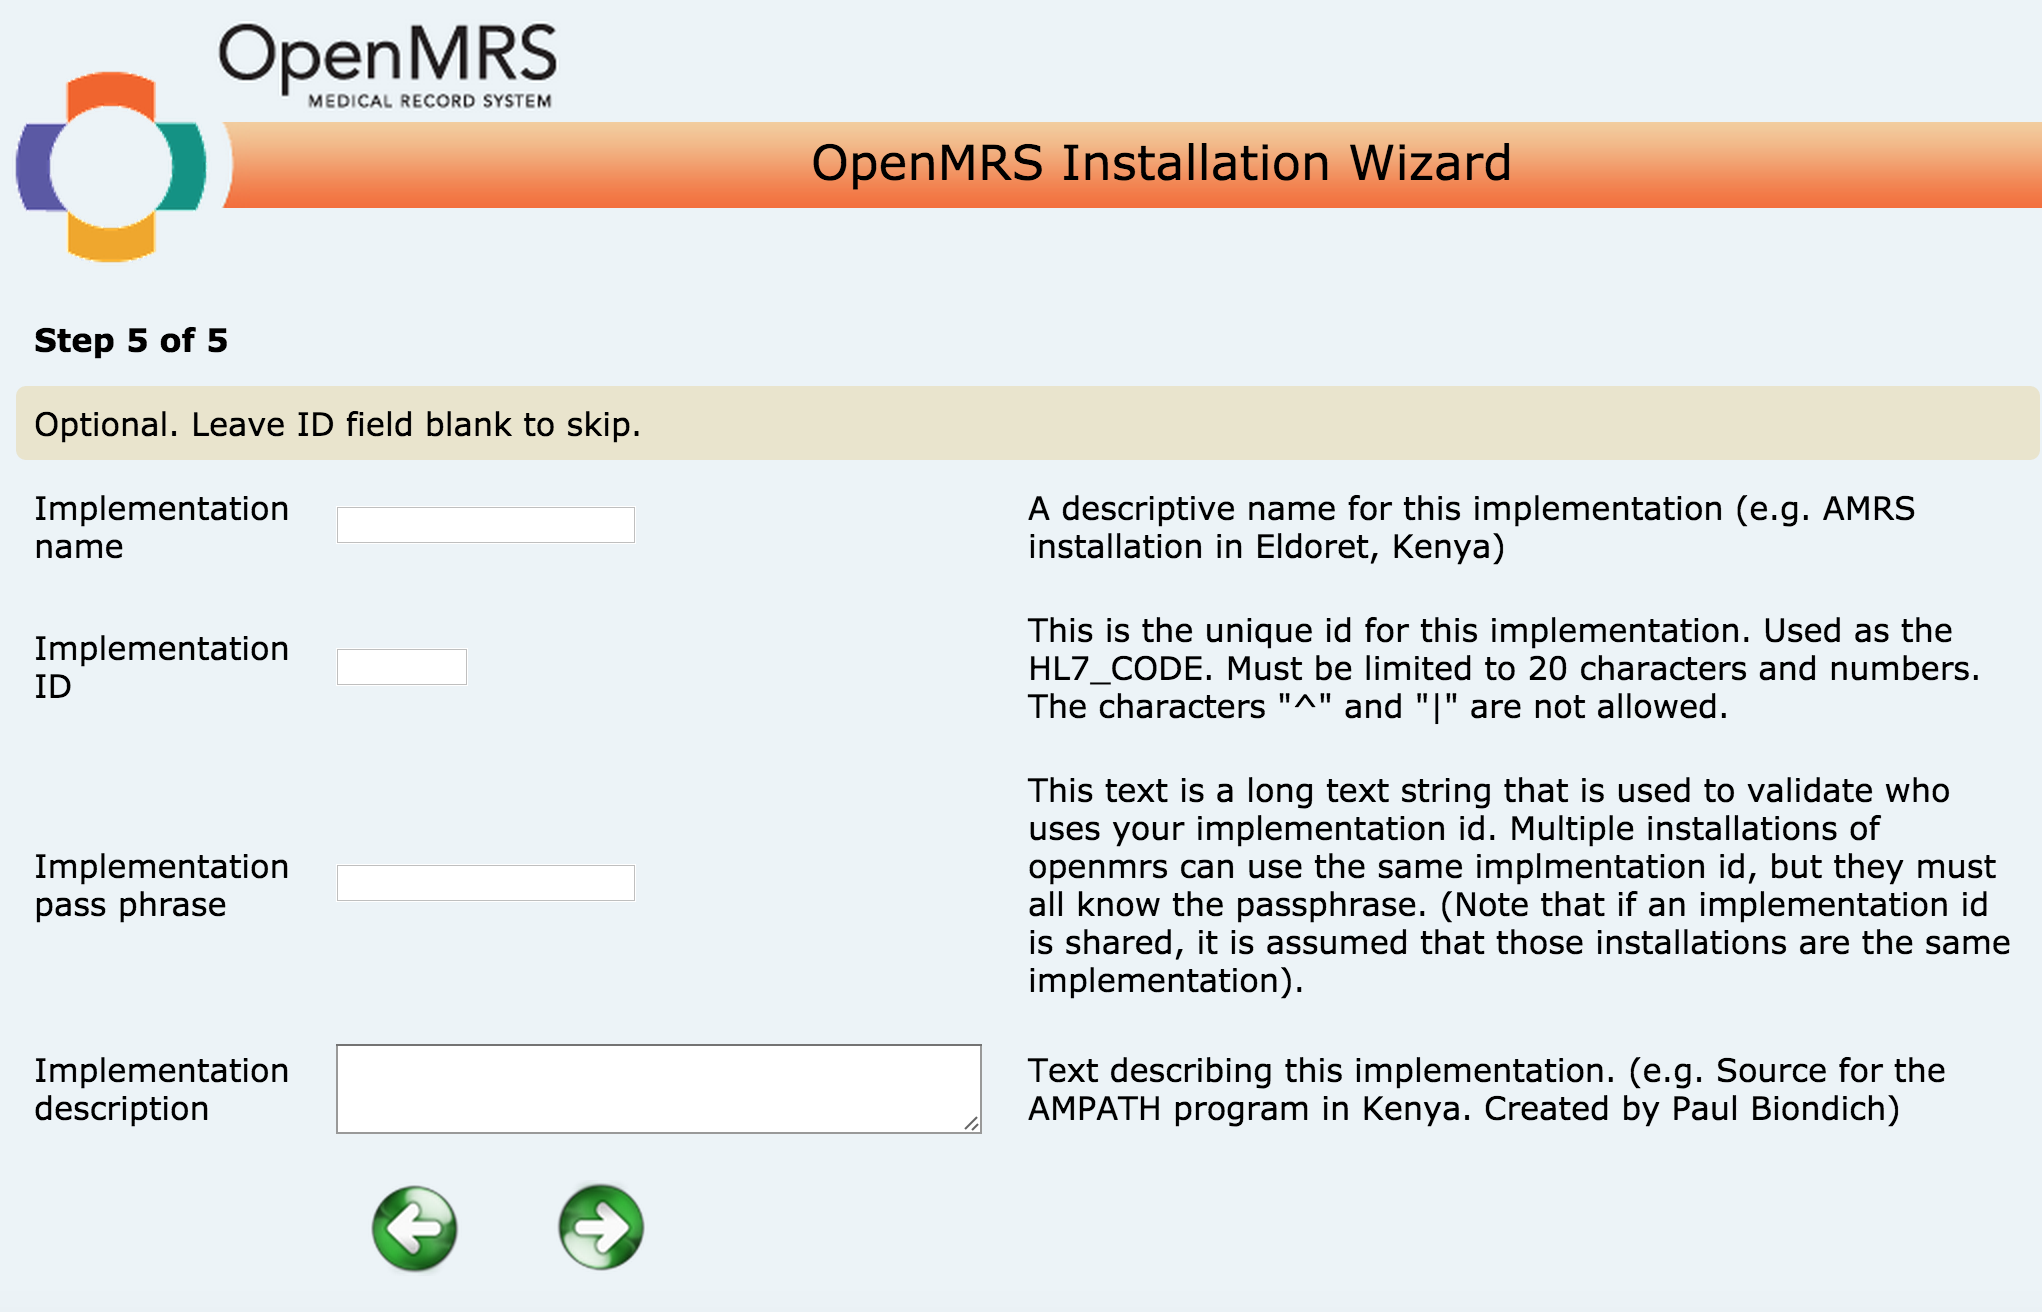 OpenMRS
MEDICAL RECORD SYSTEM
OpenMRS Installation Wizard
Step 5 of 5
Optional. Leave ID field blank to skip.
Implementation
name
A descriptive name for this implementation (e.g. AMRS
installation in Eldoret, Kenya)
Implementation
ID
This is the unique id for this implementation. Used as the
HL7_CODE. Must be limited to 20 characters and numbers.
The characters "^" and "|" are not allowed.
Implementation
pass phrase
This text is a long text string that is used to validate who
uses your implementation id. Multiple installations of
openmrs can use the same implmentation id, but they must
all know the passphrase. (Note that if an implementation id
is shared, it is assumed that those installations are the same
implementation).
Implementation
description
Text describing this implementation. (e.g. Source for the
AMPATH program in Kenya. Created by Paul Biondich)